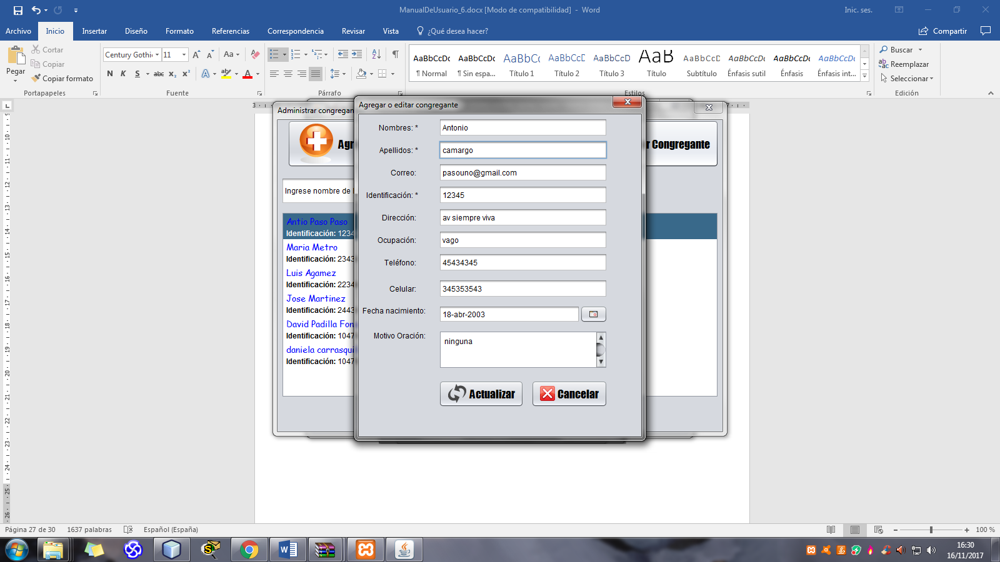 ManualDeUsuario_6.docx [Modo de compatibilidad] - Word
Inic. ses.
Archivo Inicio Insertar Diseño Formato Referencias Correspondencia Revisar Vista ¿Qué desea hacer? Compartir
Pegar
Cortar
Copiar
Copiar formato
Portapapeles
Century Gothi 11
Aa
N K S abc x₂ x²
Fuente
Párrafo
AaBbCcDc AaBbCcDc AaBbCc AaBbCcD AaBbCcD AaB AaBbCcD AaBbCcDc AaBbCcDc AaBbCcDc
¶ Normal ¶ Sin espa... Título 1 Título 2 Título 3 Título Subtítulo Énfasis sutil Énfasis Énfasis int...
Estilos
Buscar
Reemplazar
Seleccionar
Edición
Administrar congregan
Agre
r Congregante
Ingrese nombre de
Antio Paso Paso
Identificación: 1234
Maria Metro
Identificación: 2343
Luis Agamez
Identificación: 2234
Jose Martinez
Identificación: 2443
David Padilla Fon
Identificación: 1047
daniela carrasqui
Identificación: 1047
Agregar o editar congregante
Nombres: * Antonio
Apellidos: * camargo
Correo: pasouno@gmail.com
Identificación: * 12345
Dirección: av siempre viva
Ocupación: vago
Teléfono: 45434345
Celular: 345353543
Fecha nacimiento: 18-abr-2003
Motivo Oración: ninguna
Actualizar Cancelar
Página 27 de 30 1637 palabras Español (España) 100 %
16:30
16/11/2017